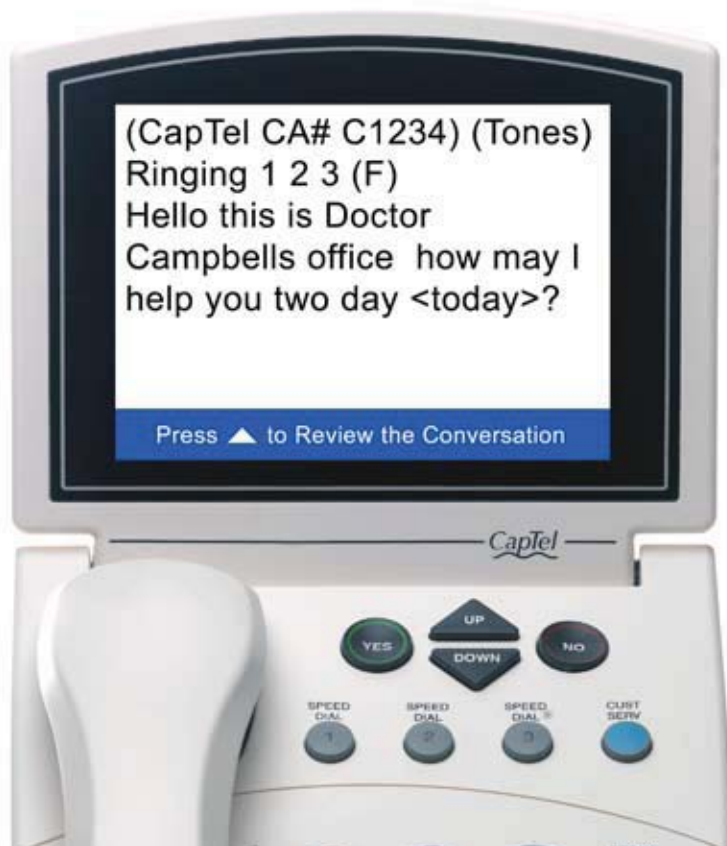 (CapTel CA# C1234) (Tones)
Ringing 1 2 3 (F)
Hello this is Doctor
Campbells office how may I
help you two day <today>?
Press ▲ to Review the Conversation
CapTel
UP
YES
NO
DOWN
SPEED DIAL
SPEED DIAL
SPEED DIAL
CUST SERV
1
2
3